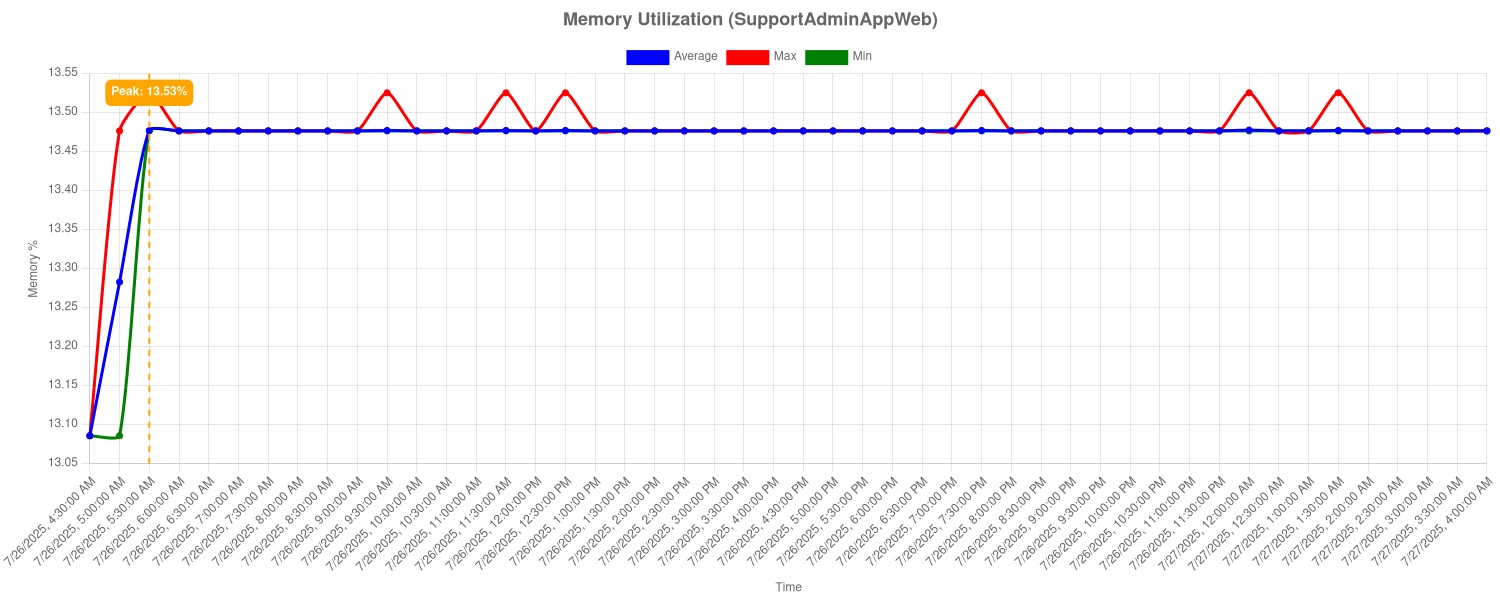 Memory Utilization (SupportAdminAppWeb)
Average Max Min
13.55
Peak: 13.53%
13.50
13.45
13.40
13.35
13.30
13.25
13.20
13.15
13.10
13.05
Memory %
7/26/2025, 4:30:00 AM
7/26/2025, 5:00:00 AM
7/26/2025, 5:30:00 AM
7/26/2025, 6:00:00 AM
7/26/2025, 6:30:00 AM
7/26/2025, 7:00:00 AM
7/26/2025, 7:30:00 AM
7/26/2025, 8:00:00 AM
7/26/2025, 8:30:00 AM
7/26/2025, 9:00:00 AM
7/26/2025, 9:30:00 AM
7/26/2025, 10:00:00 AM
7/26/2025, 10:30:00 AM
7/26/2025, 11:00:00 AM
7/26/2025, 11:30:00 AM
7/26/2025, 12:00:00 PM
7/26/2025, 12:30:00 PM
7/26/2025, 1:00:00 PM
7/26/2025, 1:30:00 PM
7/26/2025, 2:00:00 PM
7/26/2025, 2:30:00 PM
7/26/2025, 3:00:00 PM
7/26/2025, 3:30:00 PM
7/26/2025, 4:00:00 PM
7/26/2025, 4:30:00 PM
7/26/2025, 5:00:00 PM
7/26/2025, 5:30:00 PM
7/26/2025, 6:00:00 PM
7/26/2025, 6:30:00 PM
7/26/2025, 7:00:00 PM
7/26/2025, 7:30:00 PM
7/26/2025, 8:00:00 PM
7/26/2025, 8:30:00 PM
7/26/2025, 9:00:00 PM
7/26/2025, 9:30:00 PM
7/26/2025, 10:00:00 PM
7/26/2025, 10:30:00 PM
7/26/2025, 11:00:00 PM
7/26/2025, 11:30:00 PM
7/27/2025, 12:00:00 AM
7/27/2025, 12:30:00 AM
7/27/2025, 1:00:00 AM
7/27/2025, 1:30:00 AM
7/27/2025, 2:00:00 AM
7/27/2025, 2:30:00 AM
7/27/2025, 3:00:00 AM
7/27/2025, 3:30:00 AM
7/27/2025, 4:00:00 AM
Time